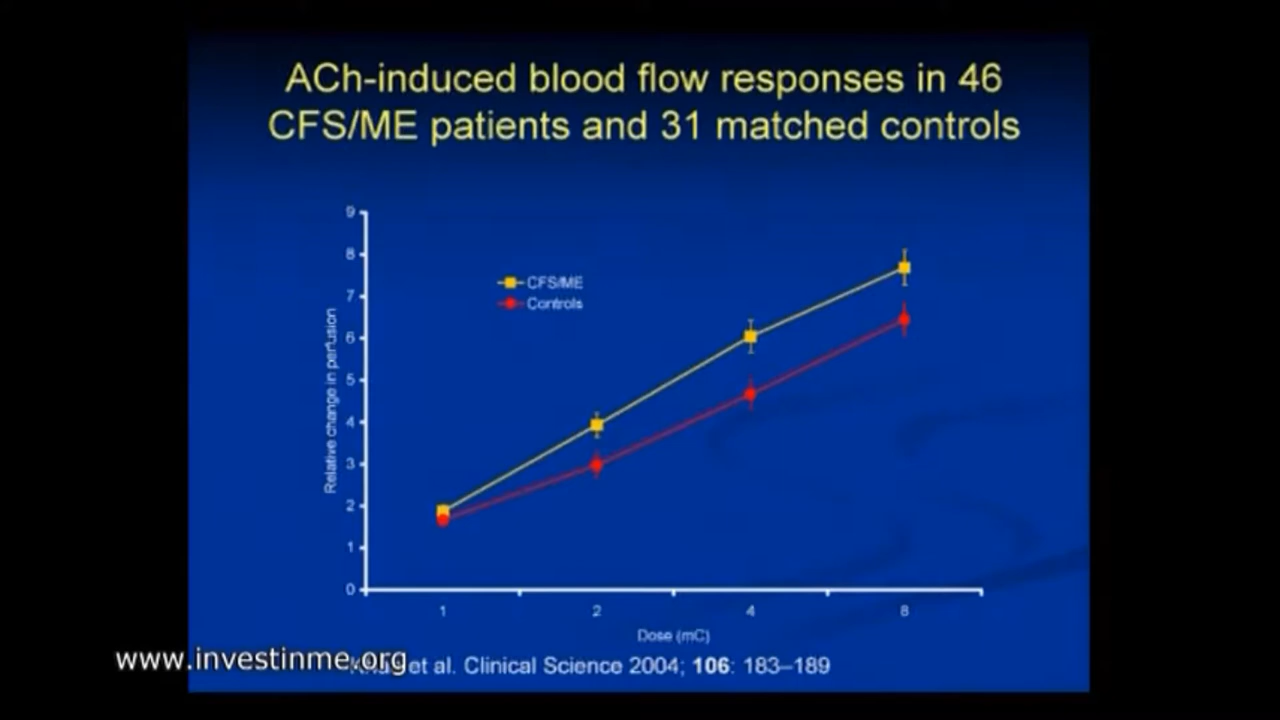 ACh-induced blood flow responses in 46
CFS/ME patients and 31 matched controls
9
8
7
6
5
4
3
2
1
0
Relative change in perfusion
CFS/ME
Controls
1 2 4 8
Dose (mC)
www.investinme.org
et al. Clinical Science 2004; 106: 183–189